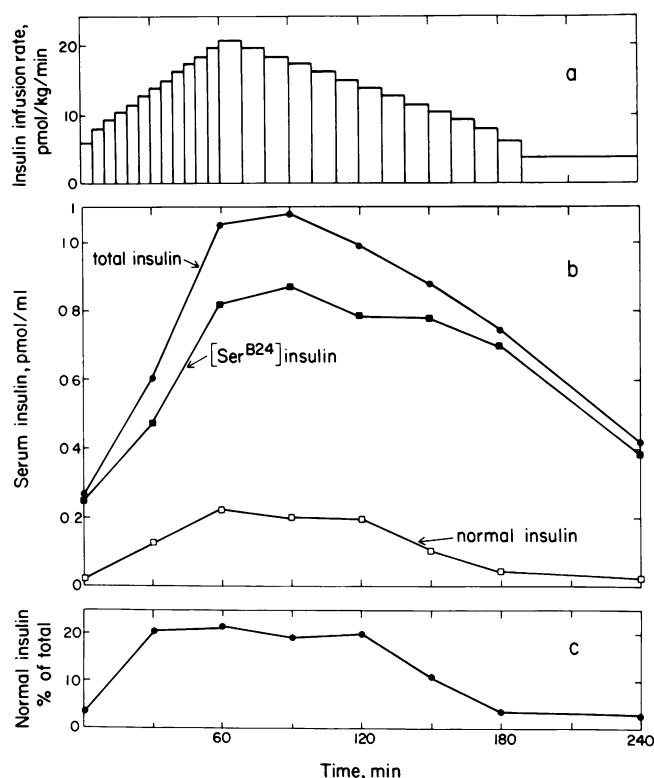 Insulin infusion rate,
pmol/kg/min
20
10
0
a
Serum insulin, pmol/ml
1
1 0
0 8
0 6
0 4
0.2
0
b
total insulin
[Ser^B24] insulin
normal insulin
Normal insulin
% of total
20
10
0
c
60
120
180
240
Time, min